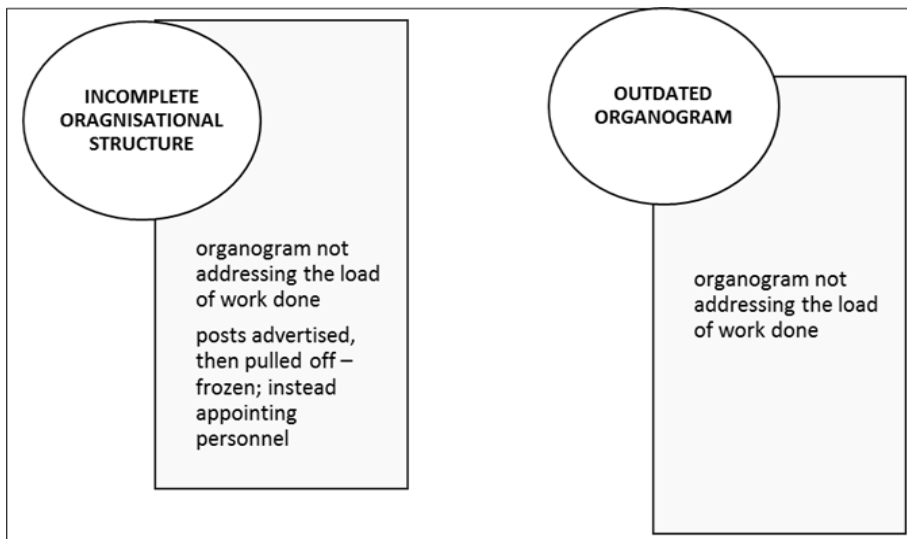 INCOMPLETE
ORAGNISATIONAL
STRUCTURE
organogram not
addressing the load
of work done
posts advertised,
then pulled off –
frozen; instead
appointing
personnel
OUTDATED
ORGANOGRAM
organogram not
addressing the load
of work done